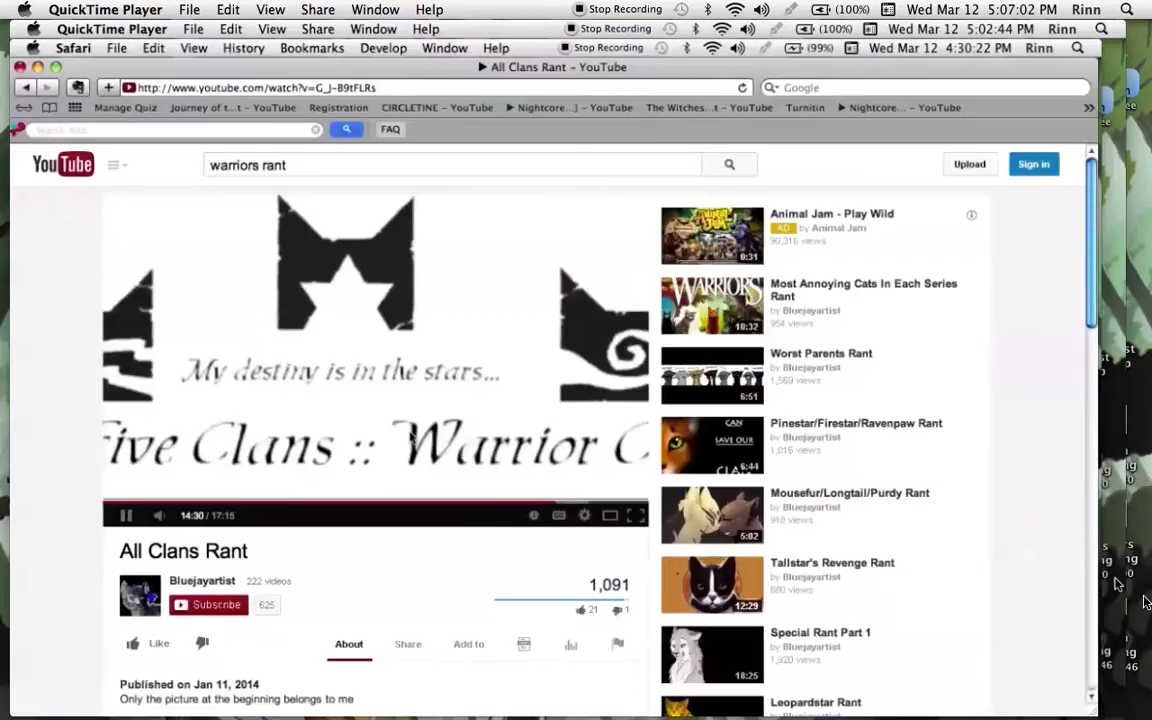 QuickTime Player File Edit View Share Window Help Stop Recording (100%) Wed Mar 12 5:07:02 PM Rinn
QuickTime Player File Edit View Share Window Help Stop Recording (100%) Wed Mar 12 5:02:44 PM Rinn
Safari File Edit View History Bookmarks Develop Window Help Stop Recording (99%) Wed Mar 12 4:30:22 PM Rinn
All Clans Rant – YouTube
http://www.youtube.com/watch?v=G_J-B9tFLRs Google
Manage Quiz Journey of t...t – YouTube Registration CIRCLETINE – YouTube Nightcore...] – YouTube The Witches...t – YouTube Turnitin Nightcore... – YouTube
FAQ
YouTube warriors rant Upload Sign in
My destiny is in the stars...
Five Clans :: Warrior C
14:30 / 17:15
All Clans Rant
Bluejayartist · 222 videos
Subscribe 625
1,091
21 1
Like About Share Add to
Published on Jan 11, 2014
Only the picture at the beginning belongs to me
Animal Jam - Play Wild
AD by Animal Jam
90,316 views
0:31
WARRIORS
Most Annoying Cats In Each Series
Rant
by Bluejayartist
954 views
10:32
Worst Parents Rant
by Bluejayartist
1,569 views
6:51
CAN
SAVE OUR
Pinestar/Firestar/Ravenpaw Rant
by Bluejayartist
1,016 views
6:44
Mousefur/Longtail/Purdy Rant
by Bluejayartist
918 views
5:02
Tallstar's Revenge Rant
by Bluejayartist
680 views
12:29
Special Rant Part 1
by Bluejayartist
1,920 views
18:25
Leopardstar Rant
by Bluejayartist